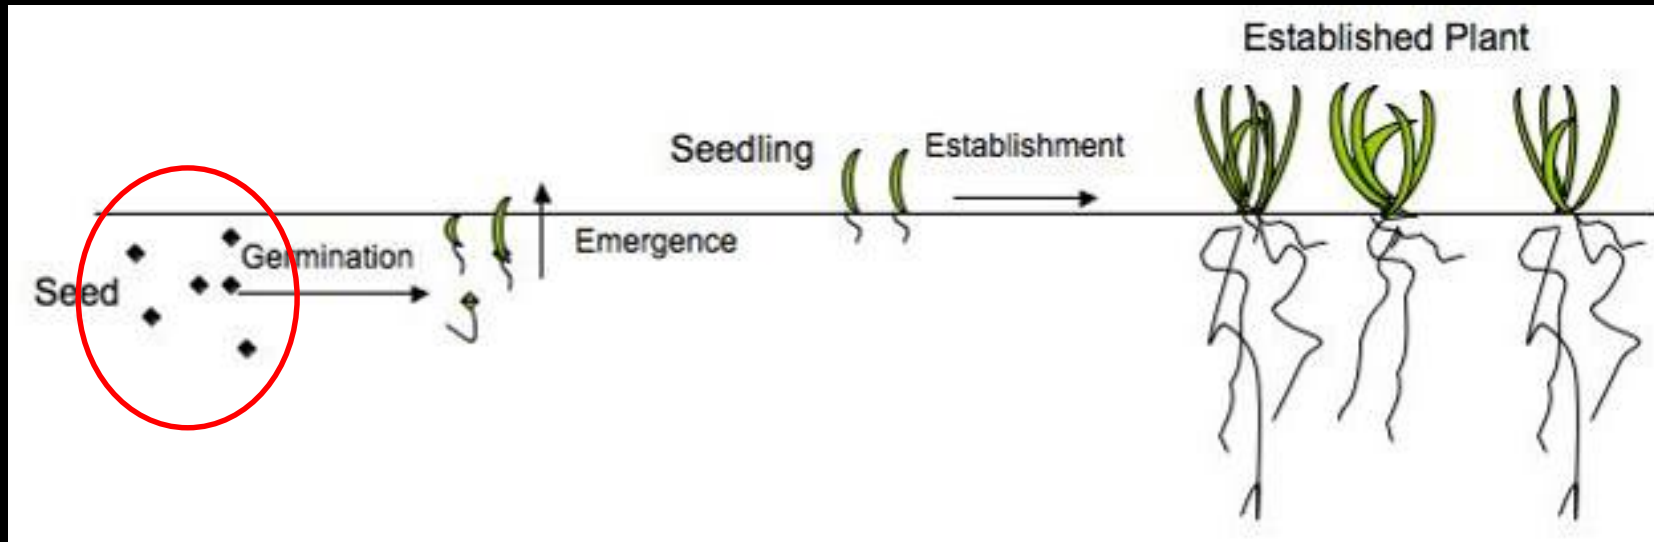 Established Plant
Seedling
Establishment
Emergence
Germination
Seed